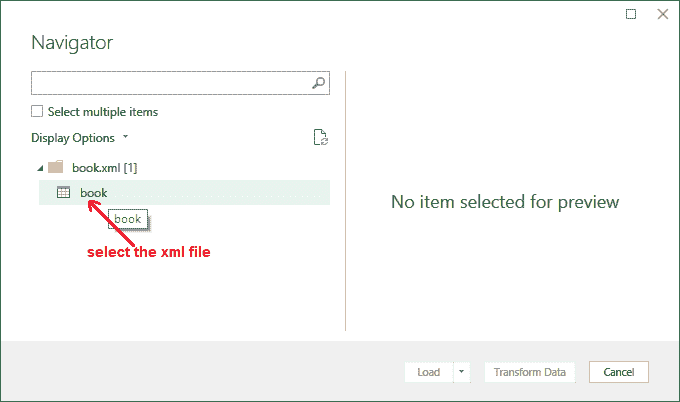 Navigator
Select multiple items
Display Options
book.xml [1]
book
book
select the xml file
No item selected for preview
Load
Transform Data
Cancel